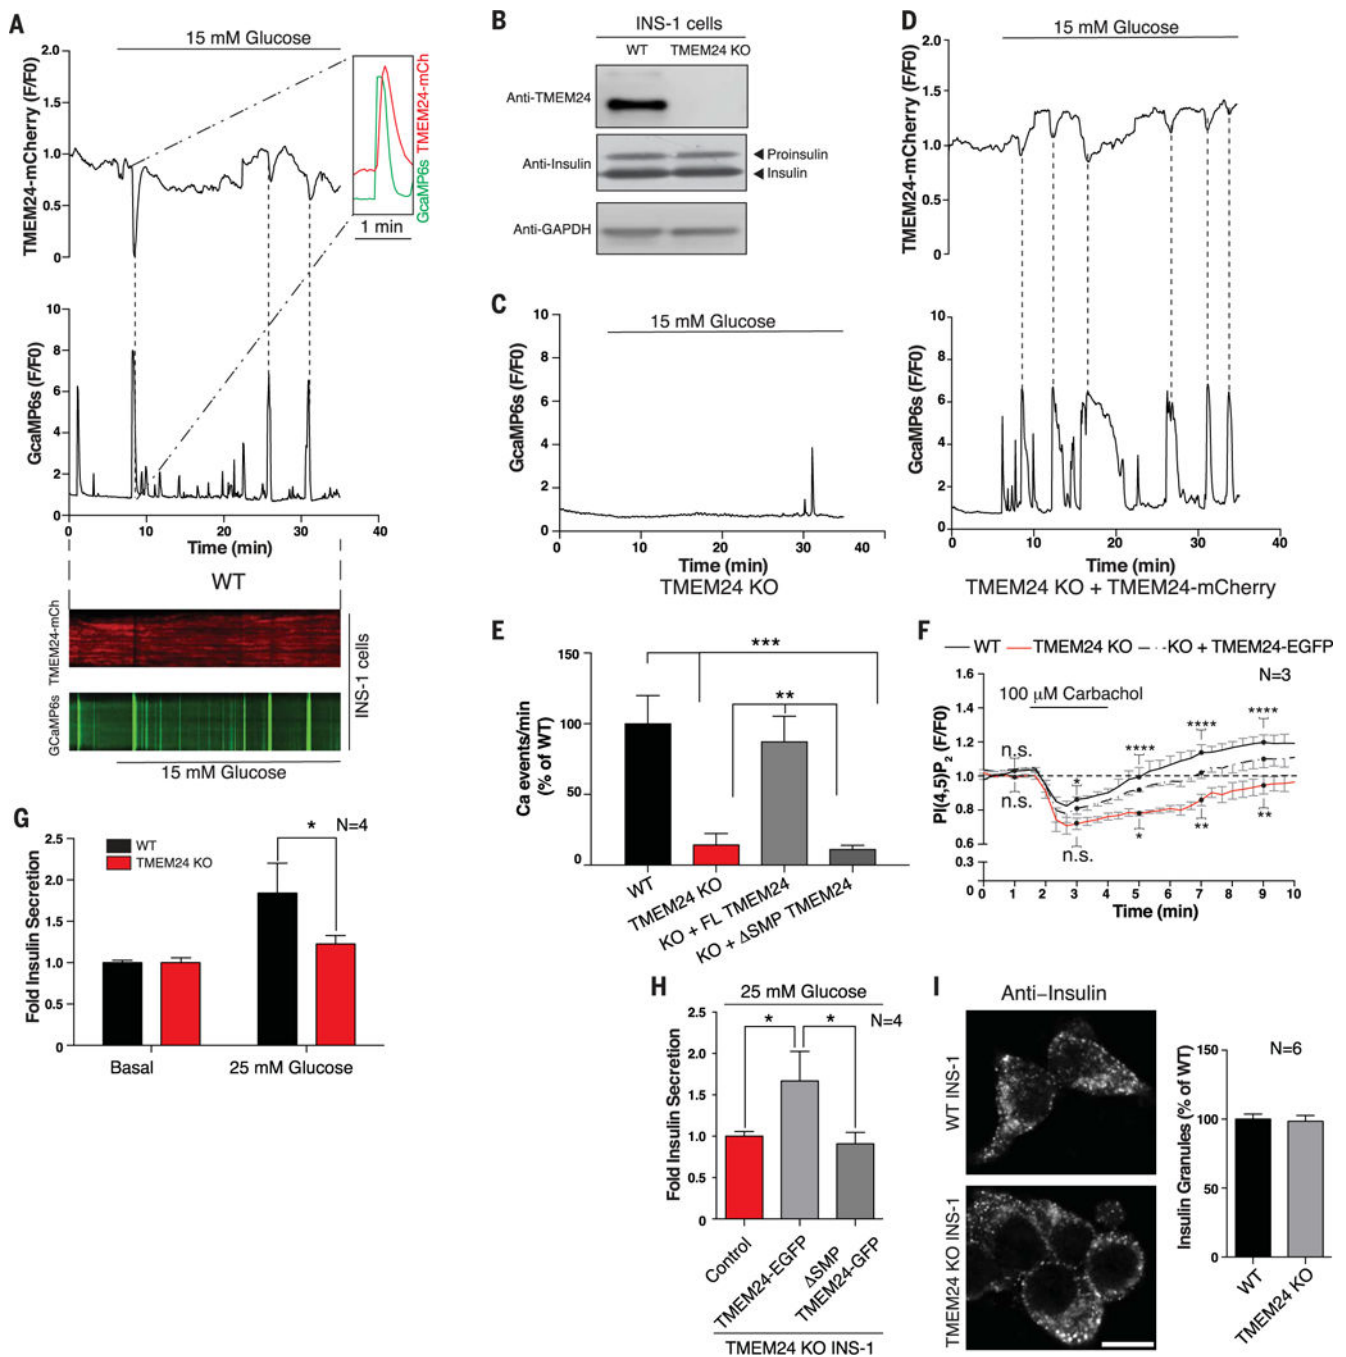 A
15 mM Glucose
TMEM24-mCherry (F/F0)
2.0
1.5
1.0
0.5
0
TMEM24-mCh
GcaMP6s
1 min
GcaMP6s (F/F0)
10
8
6
4
2
0
0 10 20 30 40
Time (min)
WT
TMEM24-mCh
GCaMP6s
INS-1 cells
15 mM Glucose
B
INS-1 cells
WT TMEM24 KO
Anti-TMEM24
Anti-Insulin
Proinsulin
Insulin
Anti-GAPDH
C
15 mM Glucose
GcaMP6s (F/F0)
10
8
6
4
2
0
0 10 20 30 40
Time (min)
TMEM24 KO
D
15 mM Glucose
TMEM24-mCherry (F/F0)
2.0
1.5
1.0
0.5
0
GcaMP6s (F/F0)
10
8
6
4
2
0
0 10 20 30 40
Time (min)
TMEM24 KO + TMEM24-mCherry
E
Ca events/min
(% of WT)
150
100
50
0
***
**
WT
TMEM24 KO
KO + FL TMEM24
KO + ΔSMP TMEM24
F
WT TMEM24 KO KO + TMEM24-EGFP
N=3
100 μM Carbachol
PI(4,5)P2 (F/F0)
1.4
1.2
1.0
0.8
0.6
0.3
0.0
n.s.
*
****
****
****
n.s.
n.s.
*
**
**
0 1 2 3 4 5 6 7 8 9 10
Time (min)
G
WT
TMEM24 KO
* N=4
Fold Insulin Secretion
2.5
2.0
1.5
1.0
0.5
0
Basal 25 mM Glucose
H
25 mM Glucose
* *
N=4
Fold Insulin Secretion
2.5
2.0
1.5
1.0
0.5
0
Control
TMEM24-EGFP
ΔSMP
TMEM24-GFP
TMEM24 KO INS-1
I
Anti–Insulin
WT INS-1
TMEM24 KO INS-1
N=6
Insulin Granules (% of WT)
150
100
50
0
WT
TMEM24 KO